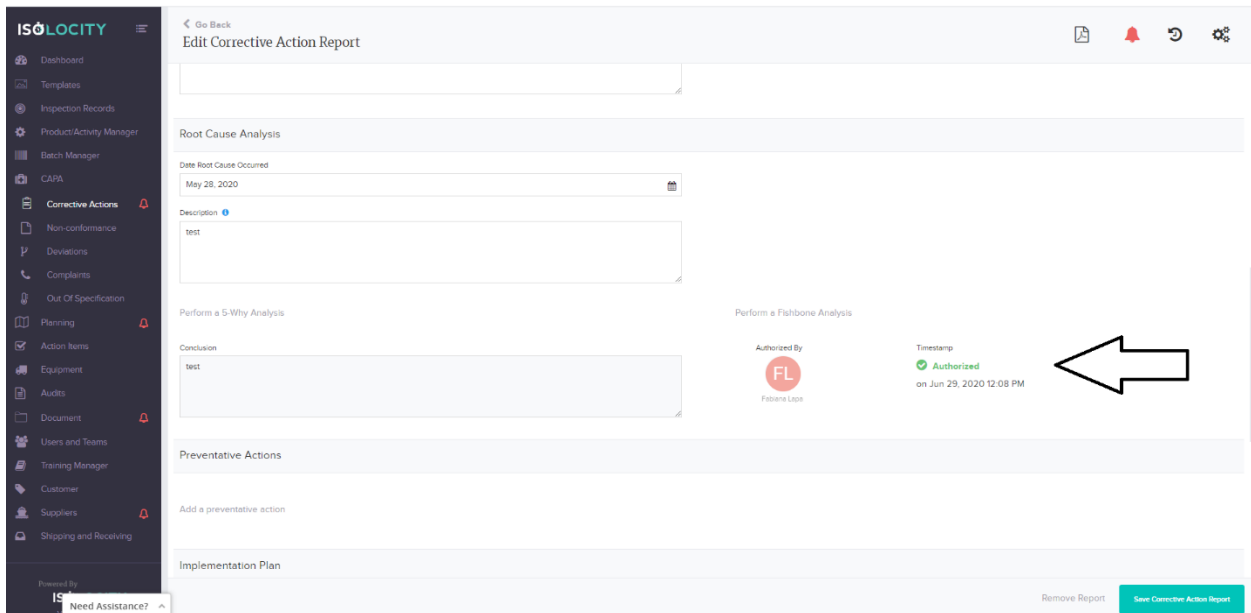 ISOLOCITY
Dashboard
Templates
Inspection Records
Product/Activity Manager
Batch Manager
CAPA
Corrective Actions
Non-conformance
Deviations
Complaints
Out Of Specification
Planning
Action Items
Equipment
Audits
Document
Users and Teams
Training Manager
Customer
Suppliers
Shipping and Receiving
Powered By
Need Assistance?
Go Back
Edit Corrective Action Report
Root Cause Analysis
Date Root Cause Occurred
May 28, 2020
Description
test
Perform a 5-Why Analysis
Perform a Fishbone Analysis
Conclusion
test
Authorized By
FL
Fabiana Lape
Timestamp
Authorized
on Jun 29, 2020 12:08 PM
Preventative Actions
Add a preventative action
Implementation Plan
Remove Report
Save Corrective Action Report